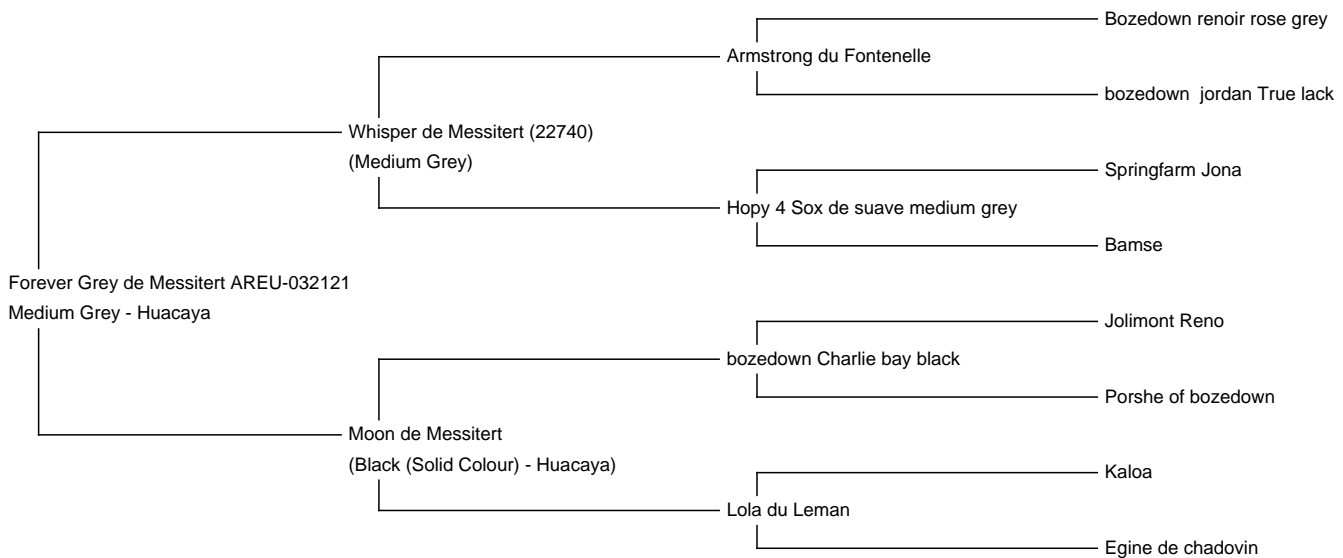 Bozedown renoir rose grey
Armstrong du Fontenelle
bozedown  jordan True lack
Whisper de Messitert (22740)
(Medium Grey)
Springfarm Jona
Hopy 4 Sox de suave medium grey
Bamse
Forever Grey de Messitert AREU-032121
Medium Grey - Huacaya
Jolimont Reno
bozedown Charlie bay black
Porshe of bozedown
Moon de Messitert
(Black (Solid Colour) - Huacaya)
Kaloa
Lola du Leman
Egine de chadovin